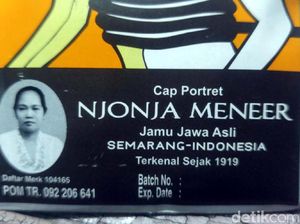 Cap Portret
NJONJA MENEER
Jamu Jawa Asli
SEMARANG-INDONESIA
Terkenal Sejak 1919
Daftar Merk 104165
POM TR. 092 206 641
Batch No. :
Exp. Date :
detikcom